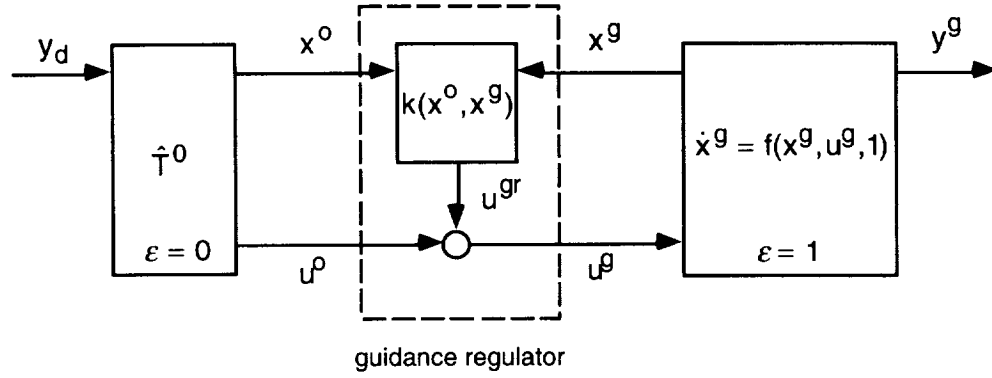 y_d
x^o
x^g
y^g
k(x^o, x^g)
T̂^0
ẋ^g = f(x^g, u^g, 1)
u^gr
ε = 0
ε = 1
u^o
u^g
guidance regulator